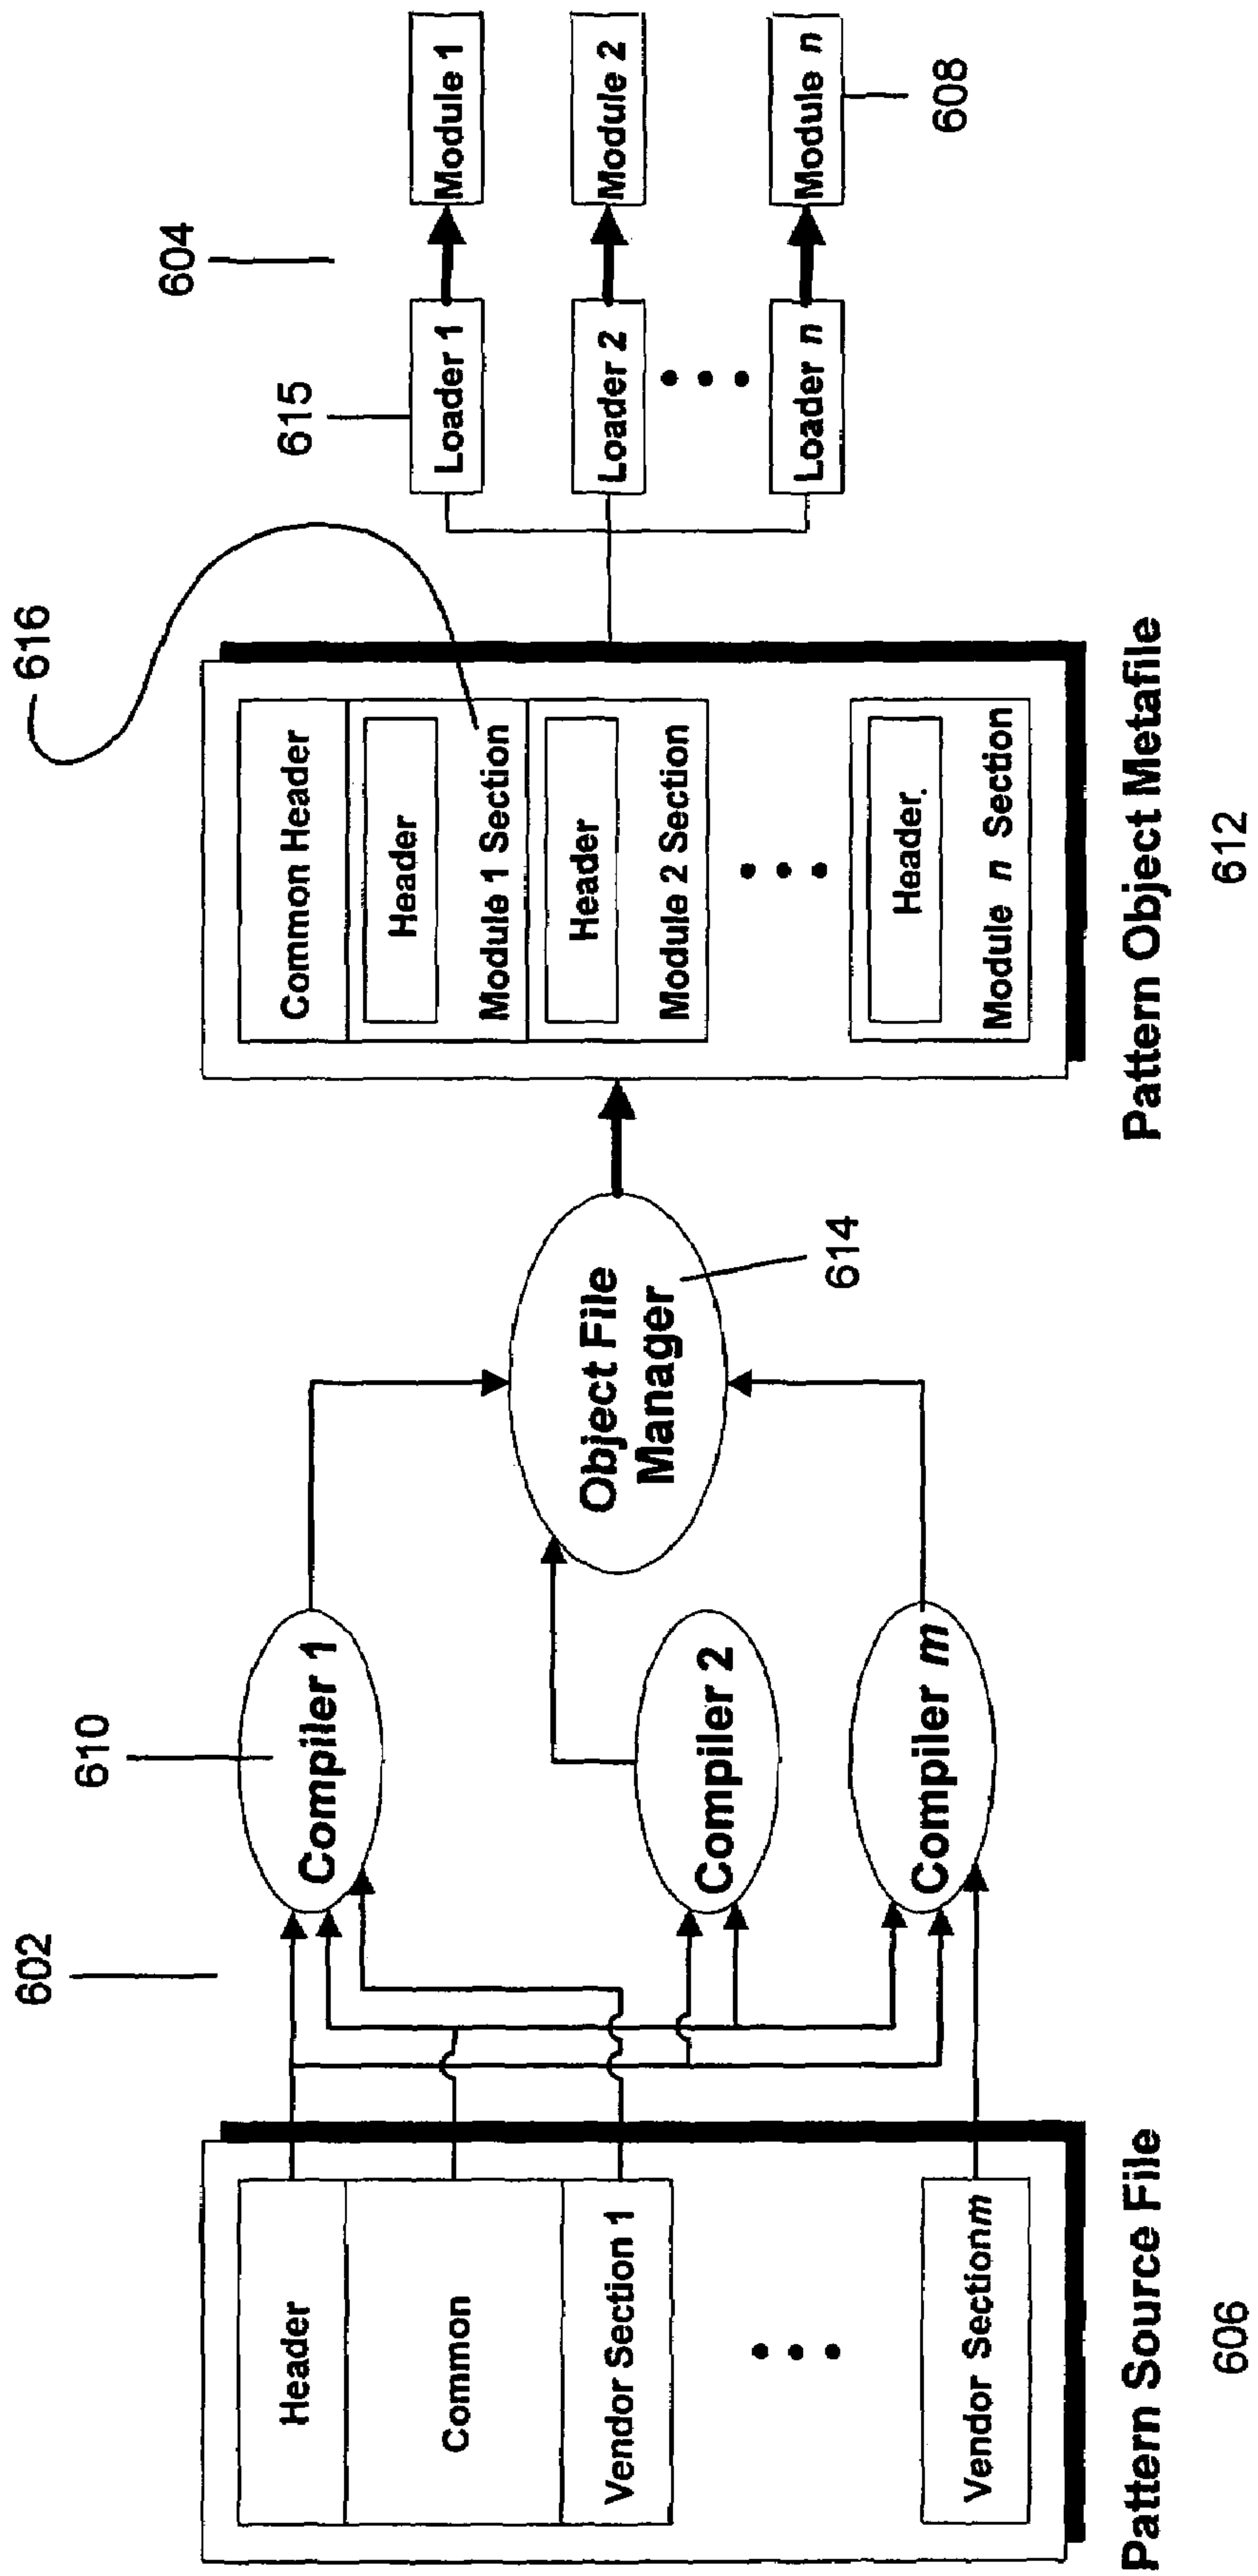 602
610
616
615
604
Header
Common
Vendor Section 1
Vendor Section m
Pattern Source File
606
Compiler 1
Compiler 2
Compiler m
Object File
Manager
614
Common Header
Header
Module 1 Section
Header
Module 2 Section
Header
Module n Section
Pattern Object Metafile
612
Loader 1
Loader 2
Loader n
Module 1
Module 2
Module n
608